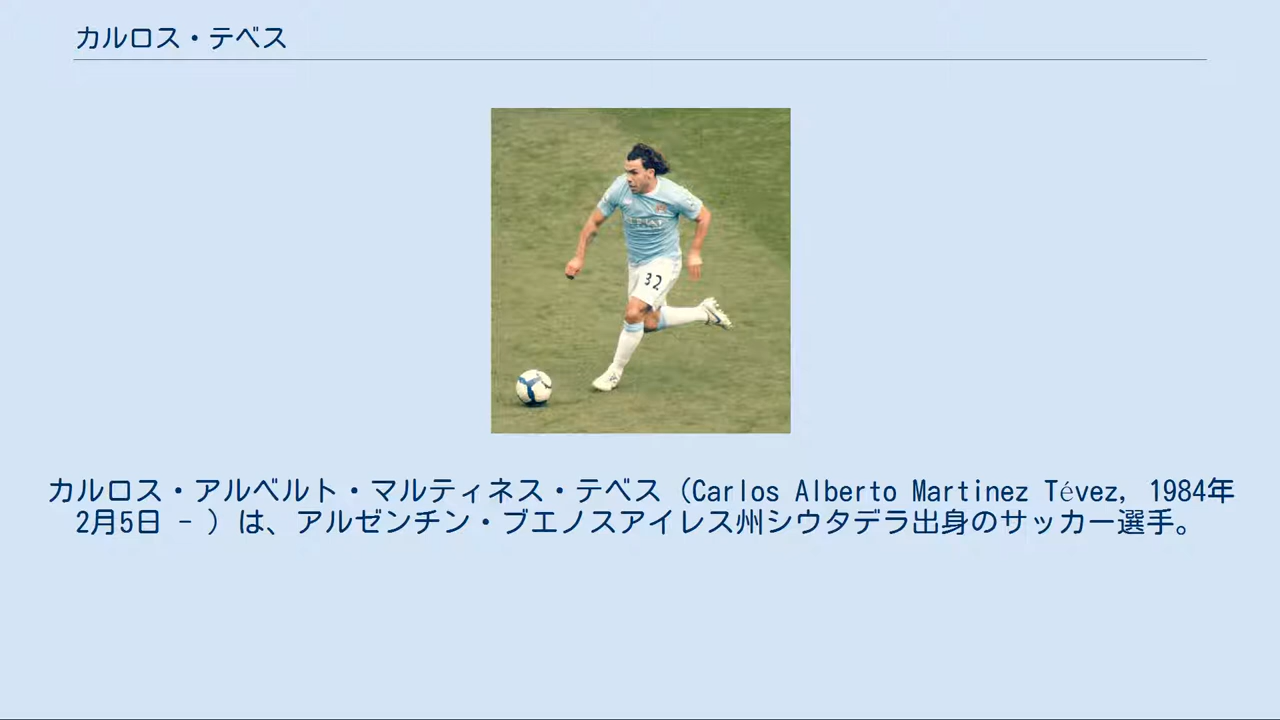 カルロス・テベス
32
カルロス・アルベルト・マルティネス・テベス（Carlos Alberto Martinez Tévez, 1984年
2月5日 - ）は、アルゼンチン・ブエノスアイレス州シウタデラ出身のサッカー選手。